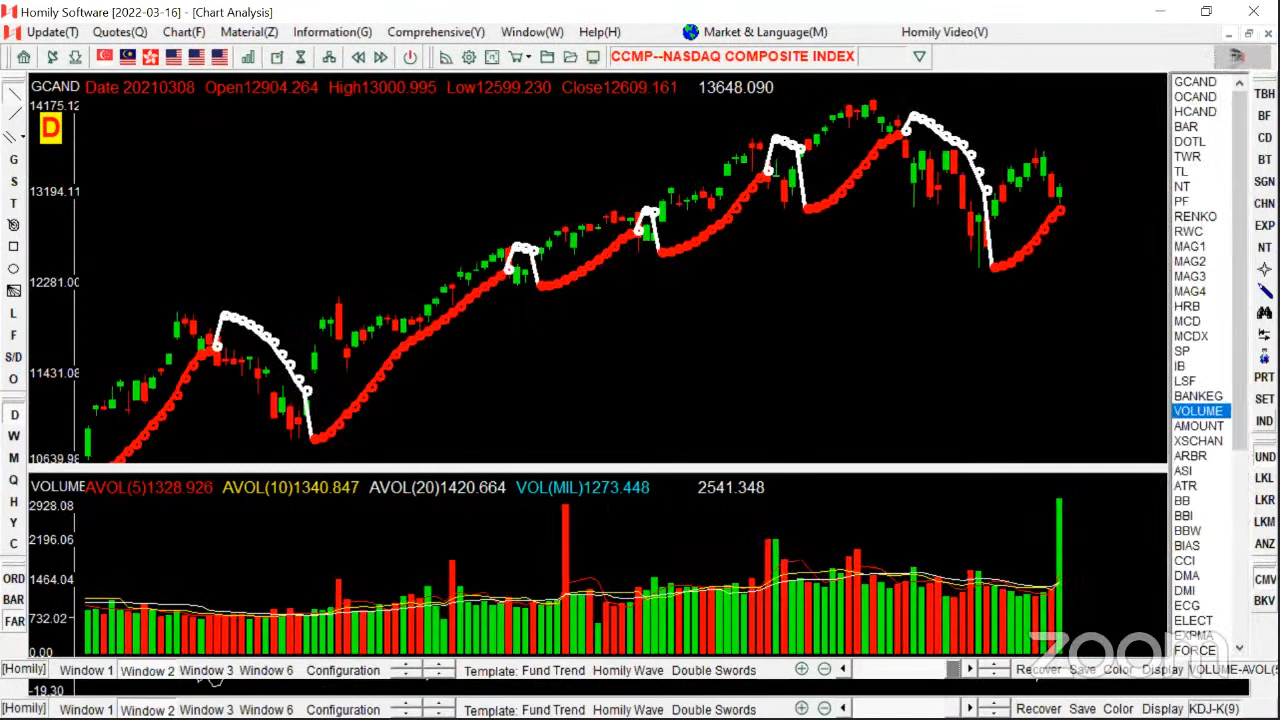 Homily Software [2022-03-16] - [Chart Analysis]
Update(T) Quotes(Z) Chart(F) Material(Z) Information(G) Comprehensive(Y) Window(W) Help(H) Market & Language(M) Homily Video(V)
CCMP--NASDAQ COMPOSITE INDEX
GCAND Date 20210308 Open12904.264 High13000.995 Low12599.230 Close12609.161 13648.090
14175.12
D
13194.11
12281.00
11431.08
10639.98
VOLUME AVOL(5)1328.926 AVOL(10)1340.847 AVOL(20)1420.664 VOL(MIL)1273.448 2541.348
2928.08
2196.06
1464.04
732.02
0.00
G
S
T
L
F
S/D
O
D
W
M
Q
H
Y
C
ORD
BAR
FAR
GCAND
OCAND
HCAND
BAR
DOTL
TWR
TL
NT
PF
RENKO
RWC
MAG1
MAG2
MAG3
MAG4
HRB
MCD
MCDX
SP
IB
LSF
BANKEG
VOLUME
AMOUNT
XSCHAN
ARBR
ASI
ATR
BB
BBI
BBW
BIAS
CCI
DMA
DMI
ECG
ELECT
EXPMA
FORCE
TBH
BF
CD
BT
SGN
CHN
EXP
NT
PRT
SET
IND
UND
LKL
LKR
LKM
ANZ
CMV
BKV
zoom
[Homily] Window 1 Window 2 Window 3 Window 6 Configuration Template: Fund Trend Homily Wave Double Swords Recover Save Color Display VOLUME-AVOL(5
-19.30
[Homily] Window 1 Window 2 Window 3 Window 6 Configuration Template: Fund Trend Homily Wave Double Swords Recover Save Color Display KDJ-K(9)